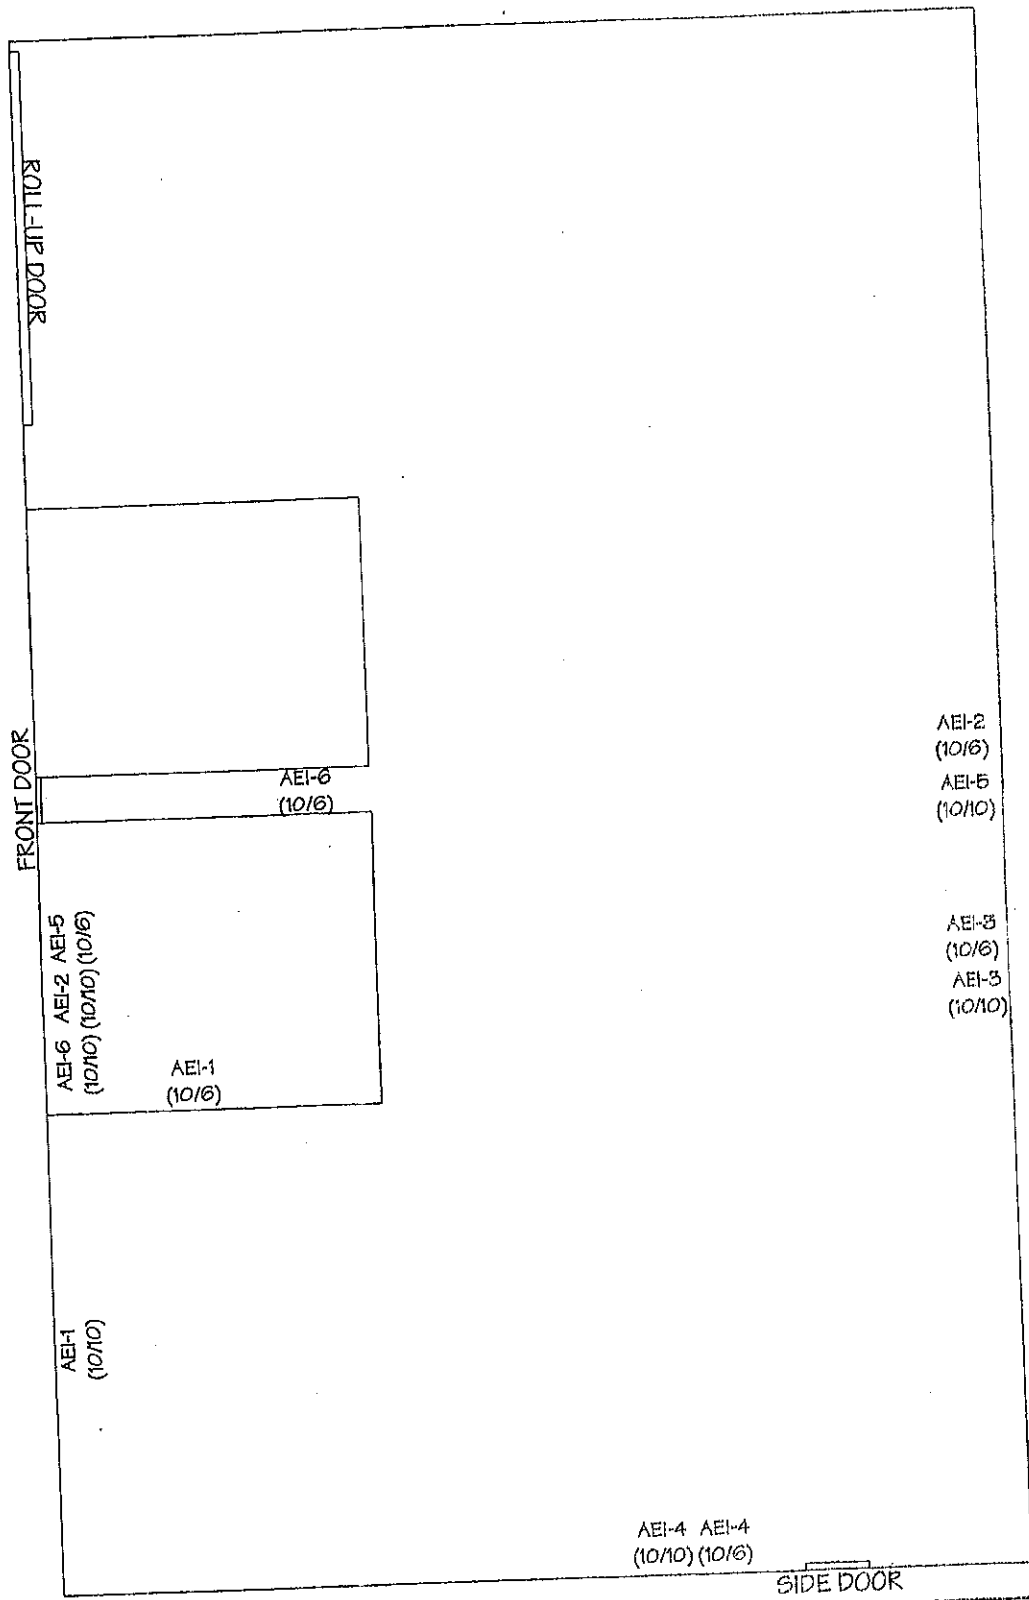 ROLL-UP DOOR
FRONT DOOR
AEI-6
(10/6)
AEI-2
(10/6)
AEI-5
(10/10)
AEI-3
(10/6)
AEI-3
(10/10)
AEI-6 AEI-2 AEI-5
(10/10) (10/10) (10/6)
AEI-1
(10/6)
AEI-1
(10/10)
AEI-4 AEI-4
(10/10) (10/6)
SIDE DOOR